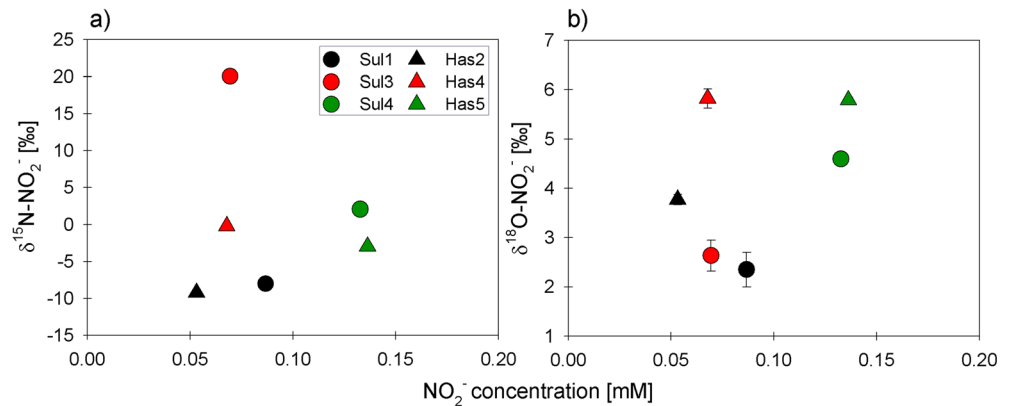 a)
δ¹⁵N-NO₂⁻ [‰]
25
20
15
10
5
0
-5
-10
-15
0.00 0.05 0.10 0.15 0.20
Sul1 Has2
Sul3 Has4
Sul4 Has5
b)
δ¹⁸O-NO₂⁻ [‰]
7
6
5
4
3
2
1
0.00 0.05 0.10 0.15 0.20
NO₂⁻ concentration [mM]